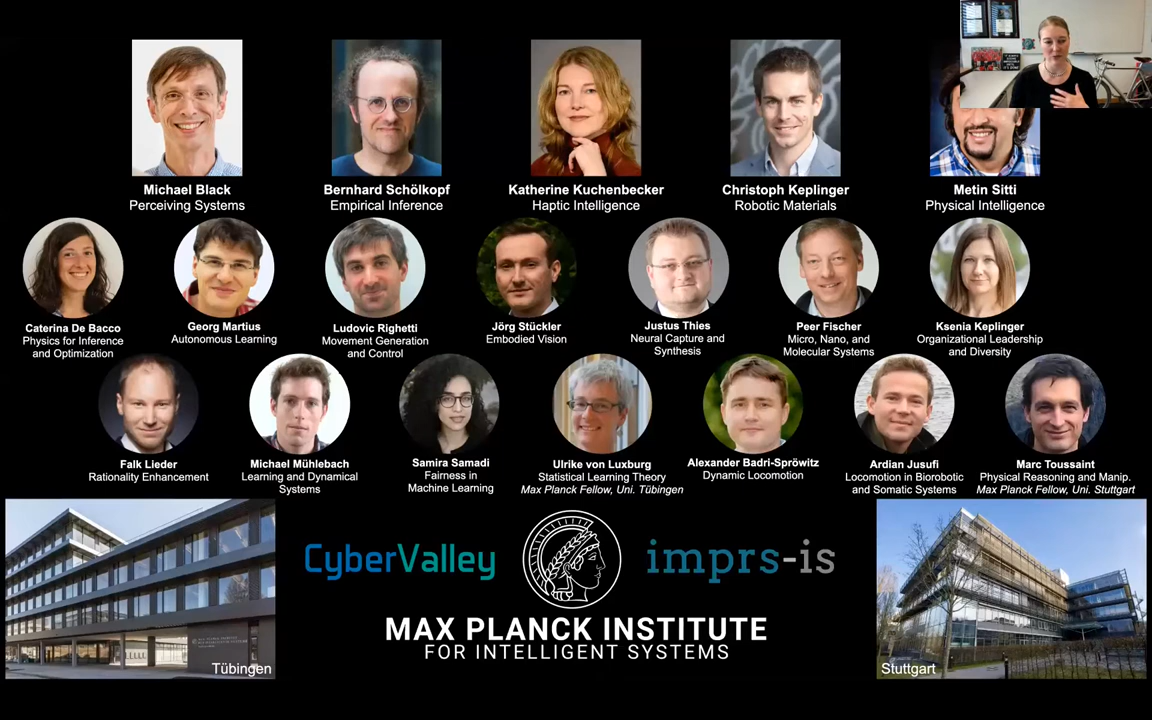 Michael Black
Perceiving Systems
Bernhard Schölkopf
Empirical Inference
Katherine Kuchenbecker
Haptic Intelligence
Christoph Keplinger
Robotic Materials
Metin Sitti
Physical Intelligence
Caterina De Bacco
Physics for Inference
and Optimization
Georg Martius
Autonomous Learning
Ludovic Righetti
Movement Generation
and Control
Jörg Stückler
Embodied Vision
Justus Thies
Neural Capture and
Synthesis
Peer Fischer
Micro, Nano, and
Molecular Systems
Ksenia Keplinger
Organizational Leadership
and Diversity
Falk Lieder
Rationality Enhancement
Michael Mühlebach
Learning and Dynamical
Systems
Samira Samadi
Fairness in
Machine Learning
Ulrike von Luxburg
Statistical Learning Theory
Max Planck Fellow, Uni. Tübingen
Alexander Badri-Spröwitz
Dynamic Locomotion
Ardian Jusufi
Locomotion in Biorobotic
and Somatic Systems
Marc Toussaint
Physical Reasoning and Manip.
Max Planck Fellow, Uni. Stuttgart
CyberValley
imprs-is
MAX PLANCK INSTITUTE
FOR INTELLIGENT SYSTEMS
Tübingen
Stuttgart